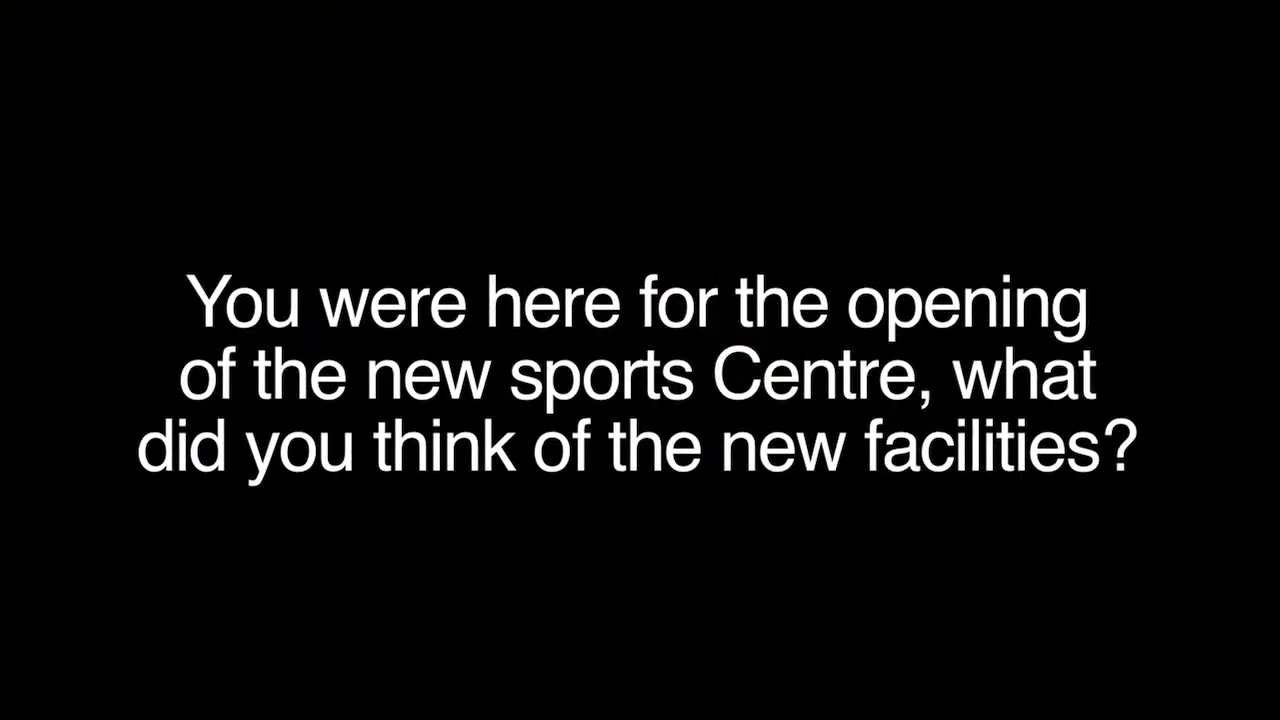 You were here for the opening
of the new sports Centre, what
did you think of the new facilities?